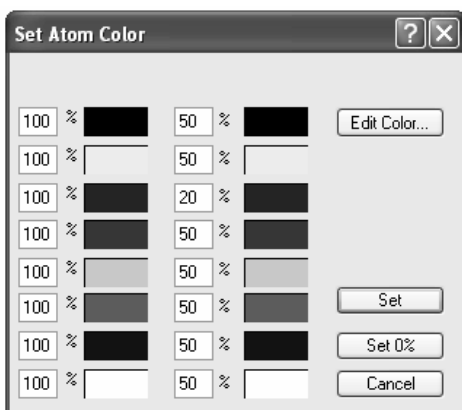 Set Atom Color
100 % 50 % Edit Color...
100 % 50 %
100 % 20 %
100 % 50 %
100 % 50 %
100 % 50 % Set
100 % 50 % Set 0%
100 % 50 % Cancel